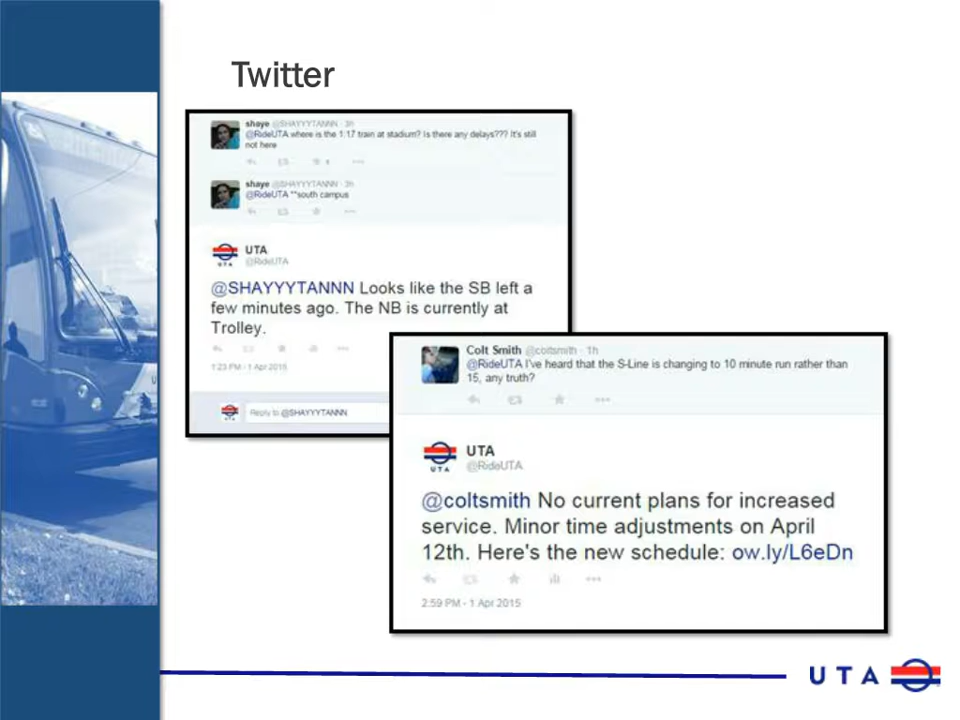 Twitter
shaye @SHAYYYTANNN · 3h
@RideUTA where is the 1:17 train at stadium? Is there any delays??? It's still
not here
shaye @SHAYYYTANNN · 3h
@RideUTA **south campus
UTA
@RideUTA
@SHAYYYTANNN Looks like the SB left a
few minutes ago. The NB is currently at
Trolley.
1:23 PM - 1 Apr 2015
Reply to @SHAYYYTANNN
Colt Smith @coltsmith · 1h
@RideUTA I've heard that the S-Line is changing to 10 minute run rather than
15, any truth?
UTA
@RideUTA
@coltsmith No current plans for increased
service. Minor time adjustments on April
12th. Here's the new schedule: ow.ly/L6eDn
2:59 PM - 1 Apr 2015
UTA